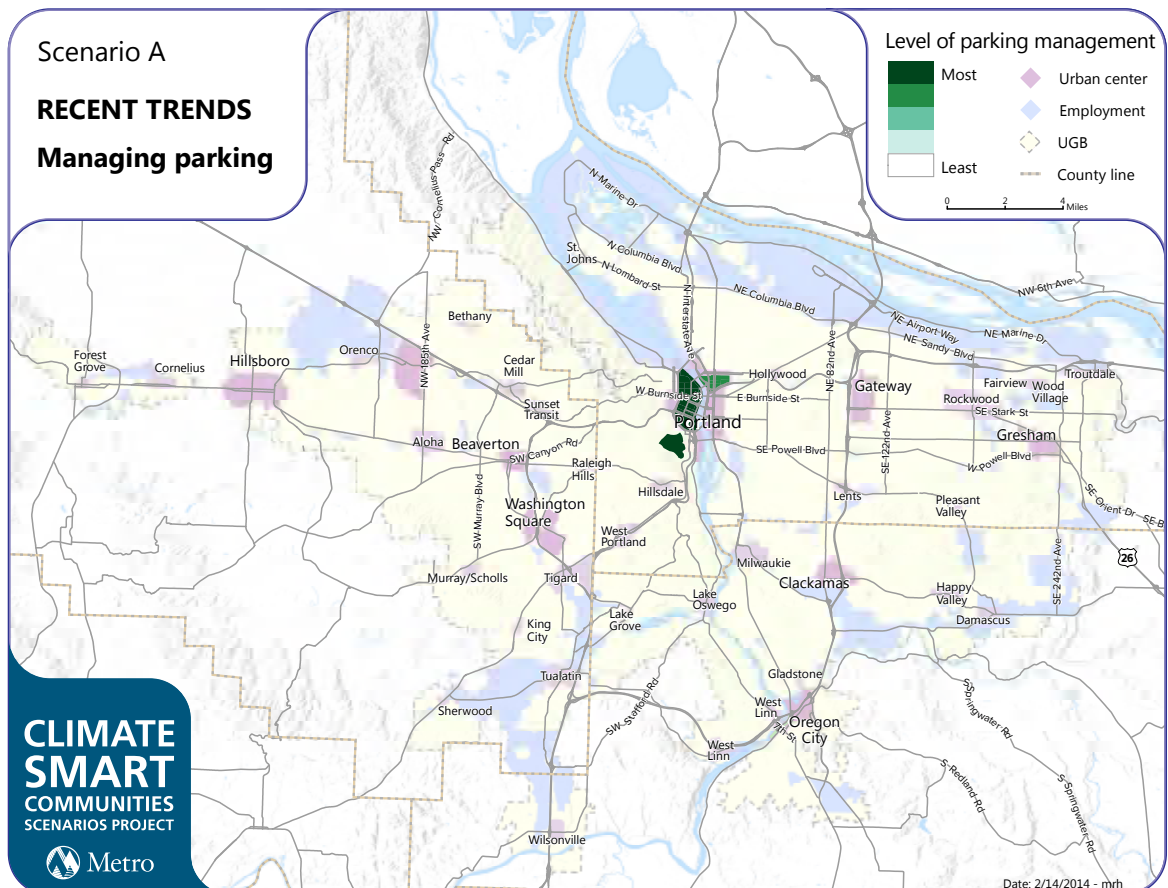 Scenario A
RECENT TRENDS
Managing parking
Level of parking management
Most
Least
Urban center
Employment
UGB
County line
0 2 4 Miles
NW Cornelius Pass Rd
N Marine Dr
St.
Johns
N Columbia Blvd
N Lombard St
N Interstate Ave
NE Columbia Blvd
NW 6th Ave
NE Airport Way
NE Marine Dr
NE Sandy Blvd
NE 82nd Ave
Bethany
Orenco
NW 185th Ave
Cedar
Mill
Forest
Grove
Cornelius
Hillsboro
Hollywood
Troutdale
Gateway
Fairview
Wood
Village
Rockwood
W Burnside St
E Burnside St
Sunset
Transit
SE Stark St
Portland
Aloha
Beaverton
SW Canyon Rd
SE Powell Blvd
SE 122nd Ave
Gresham
W Powell Blvd
Raleigh
Hills
SW Murray Blvd
Hillsdale
Lents
Pleasant
Valley
SE Orient Dr
SE B
Washington
Square
West
Portland
26
Milwaukie
Murray/Scholls
Tigard
Clackamas
SE 242nd Ave
Happy
Valley
Lake
Oswego
Lake
Grove
Damascus
King
City
Tualatin
Gladstone
SW Stafford Rd
Sherwood
West
Linn
Oregon
City
7th St
West
Linn
S Springwater Rd
S Redland Rd
S Springwater Rd
Wilsonville
CLIMATE
SMART
COMMUNITIES
SCENARIOS PROJECT
Metro
Date: 2/14/2014 - mrh